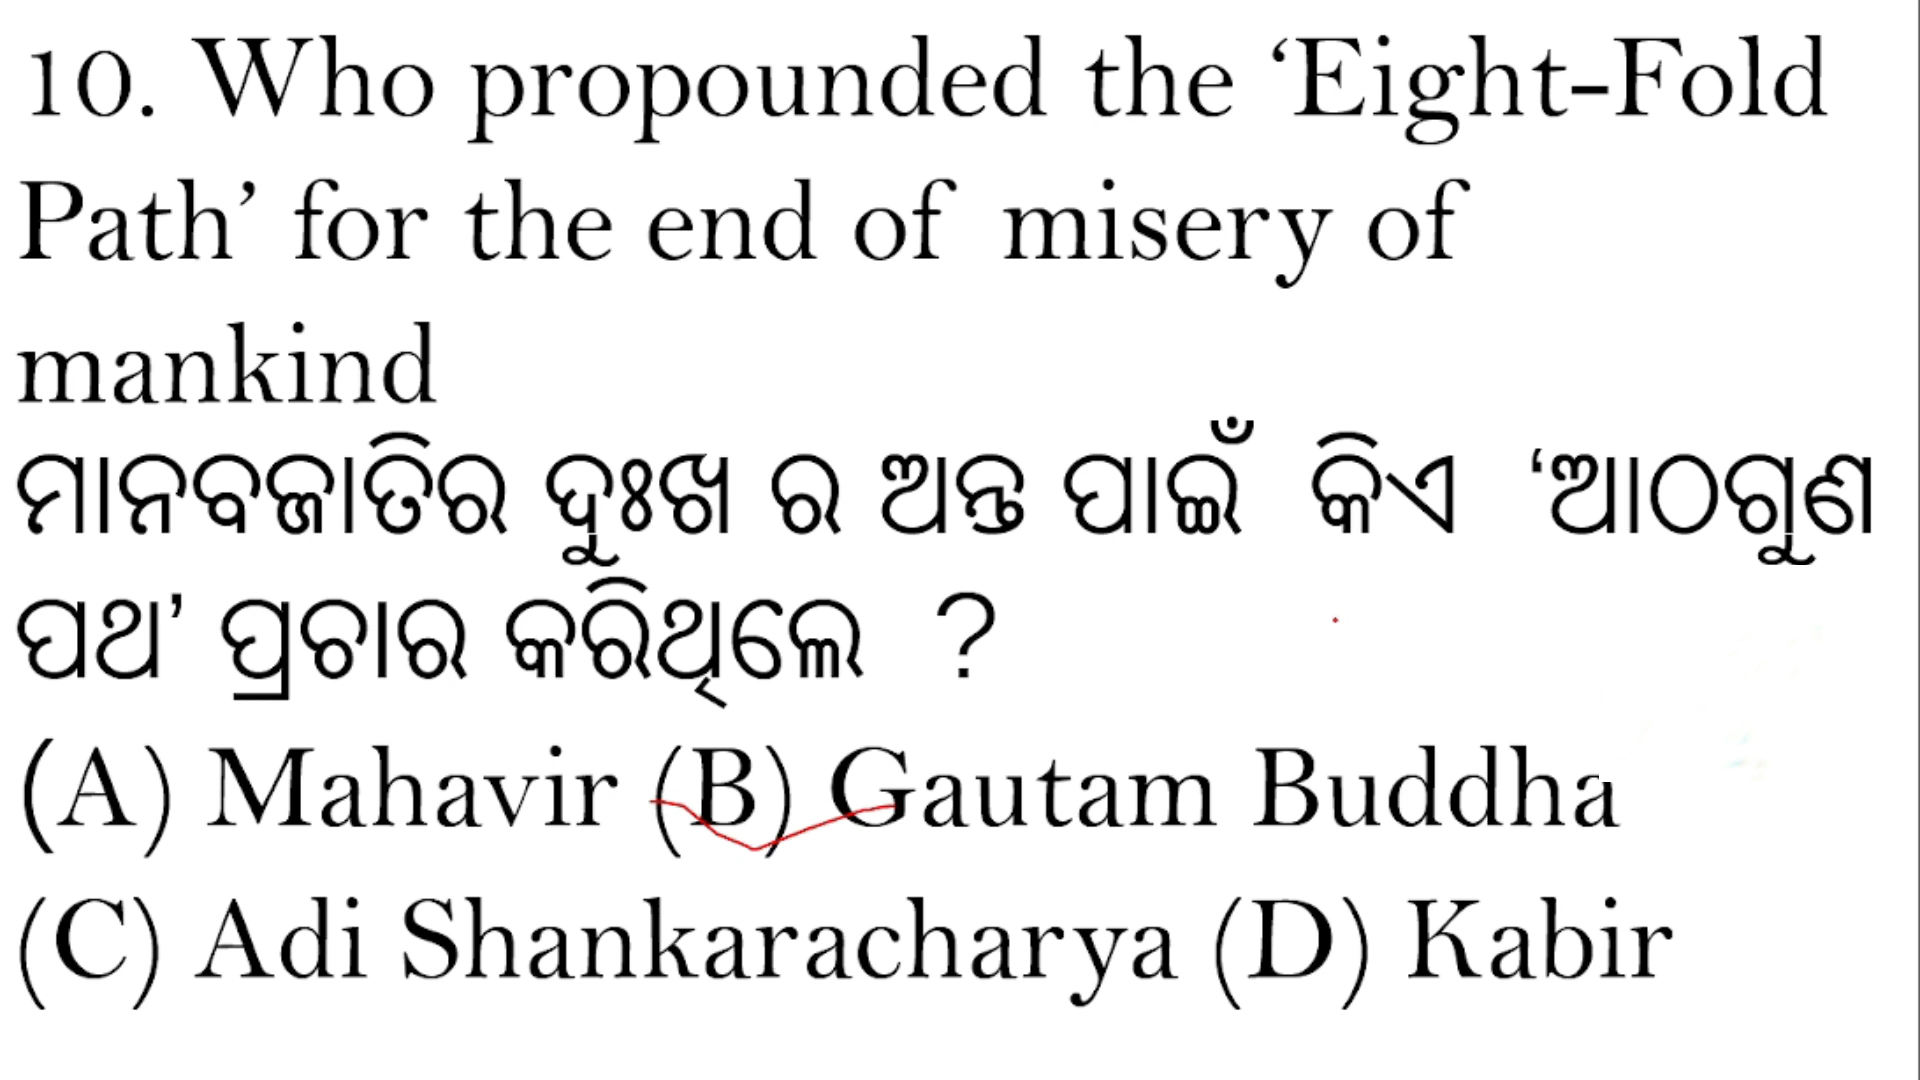 10. Who propounded the ‘Eight-Fold
Path’ for the end of misery of
mankind
ମାନବଜାତିର ଦୁଃଖ ର ଅନ୍ତ ପାଇଁ କିଏ ‘ଆଠଗୁଣ
ପଥ’ ପ୍ରଚାର କରିଥିଲେ ?
(A) Mahavir (B) Gautam Buddha
(C) Adi Shankaracharya (D) Kabir